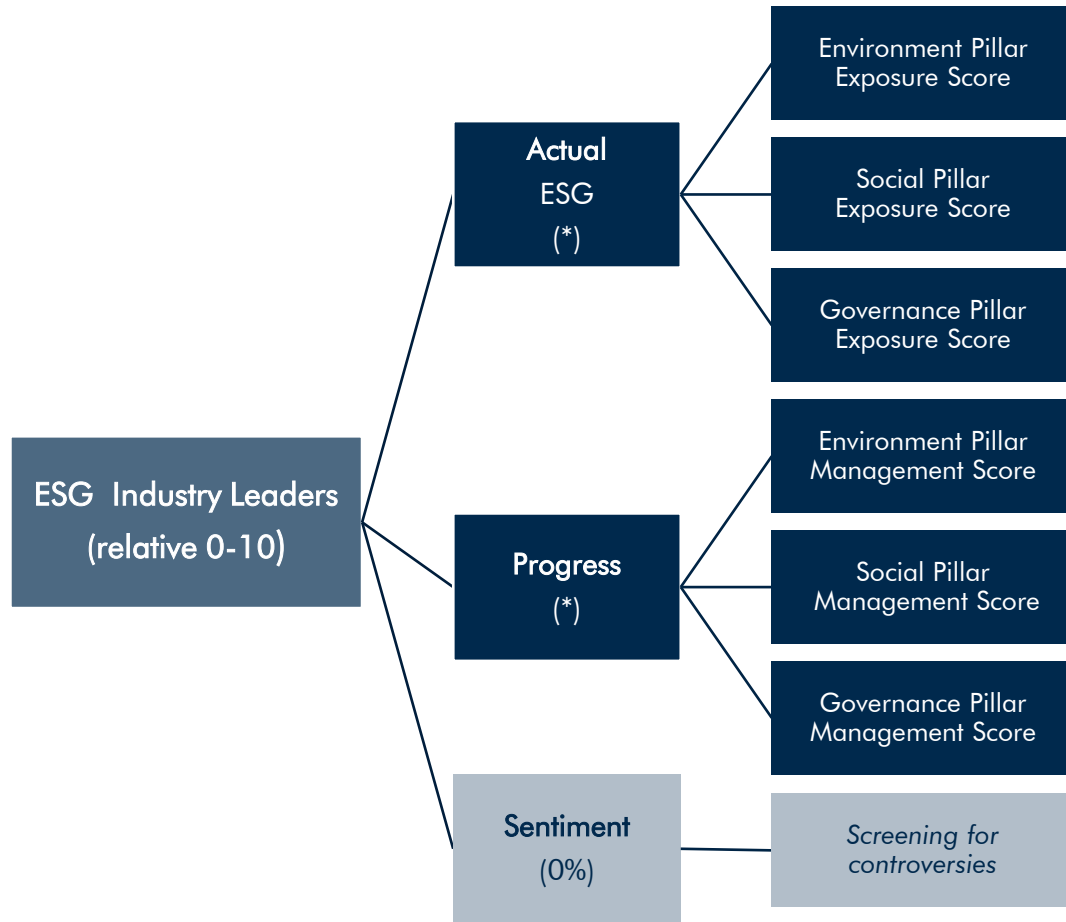 ESG Industry Leaders
(relative 0-10)
Actual
ESG
(*)
Environment Pillar
Exposure Score
Social Pillar
Exposure Score
Governance Pillar
Exposure Score
Progress
(*)
Environment Pillar
Management Score
Social Pillar
Management Score
Governance Pillar
Management Score
Sentiment
(0%)
Screening for
controversies